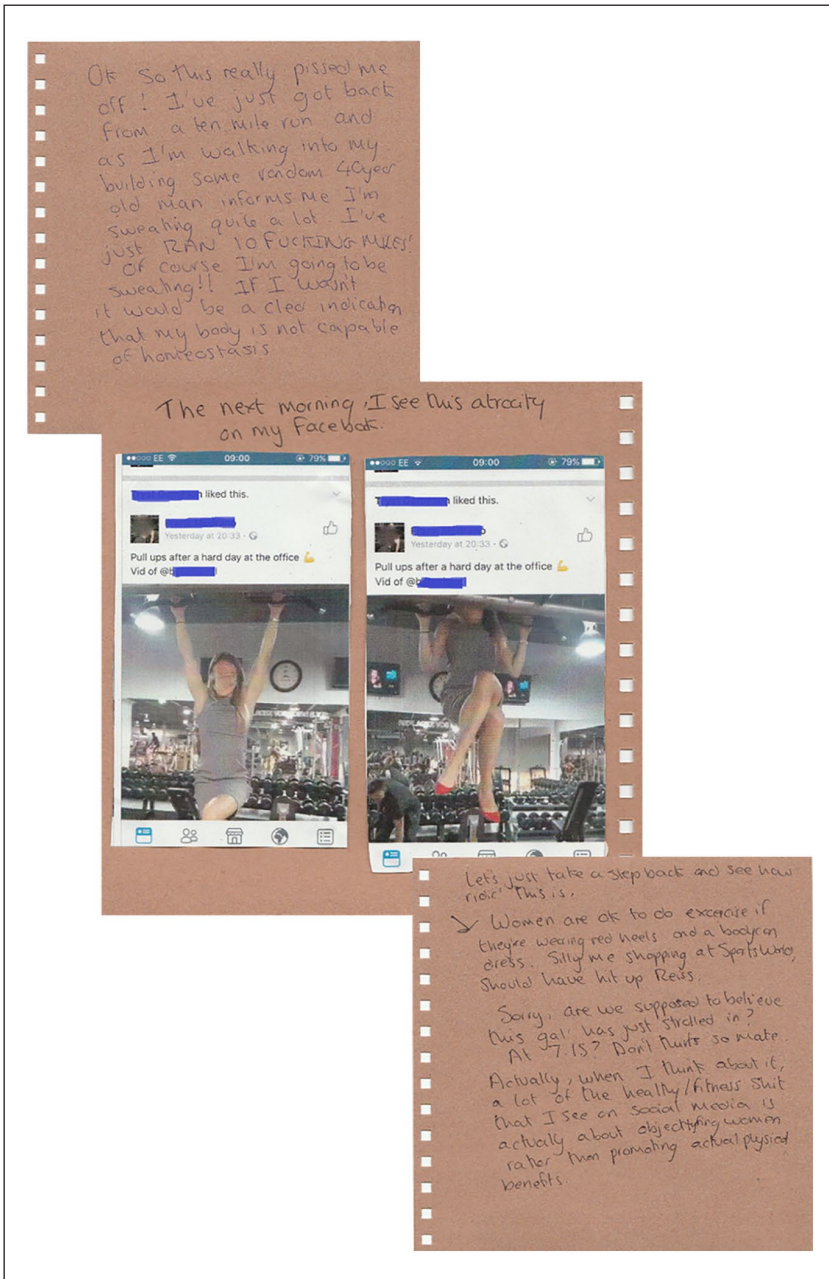 Ok so this really pissed me
off! I've just got back
from a ten mile run and
as I'm walking into my
building some random 40 year
old man informs me I'm
sweating quite a lot. I've
just RAN 10 FUCKING MILES!
Of course I'm going to be
sweating!! IF I wasn't
it would be a clear indication
that my body is not capable
of homeostasis.
The next morning, I see this atrocity
on my Facebook.
EE 09:00 79%
liked this.
Yesterday at 20:33
Pull ups after a hard day at the office
Vid of @b
EE 09:00 79%
liked this.
Yesterday at 20:33
Pull ups after a hard day at the office
Vid of @b
Let's just take a step back and see how
ridic' this is.
Women are ok to do excercise if
they're wearing red heels and a bodycon
dress. Silly me shopping at SportsWorld,
should have hit up Reiss.
Sorry, are we supposed to believe
this gal' has just strolled in?
At 7.15? Don't think so mate.
Actually, when I think about it,
a lot of the healthy/fitness shit
that I see on social media is
actually about objectifying women
rather than promoting actual physical
benefits.